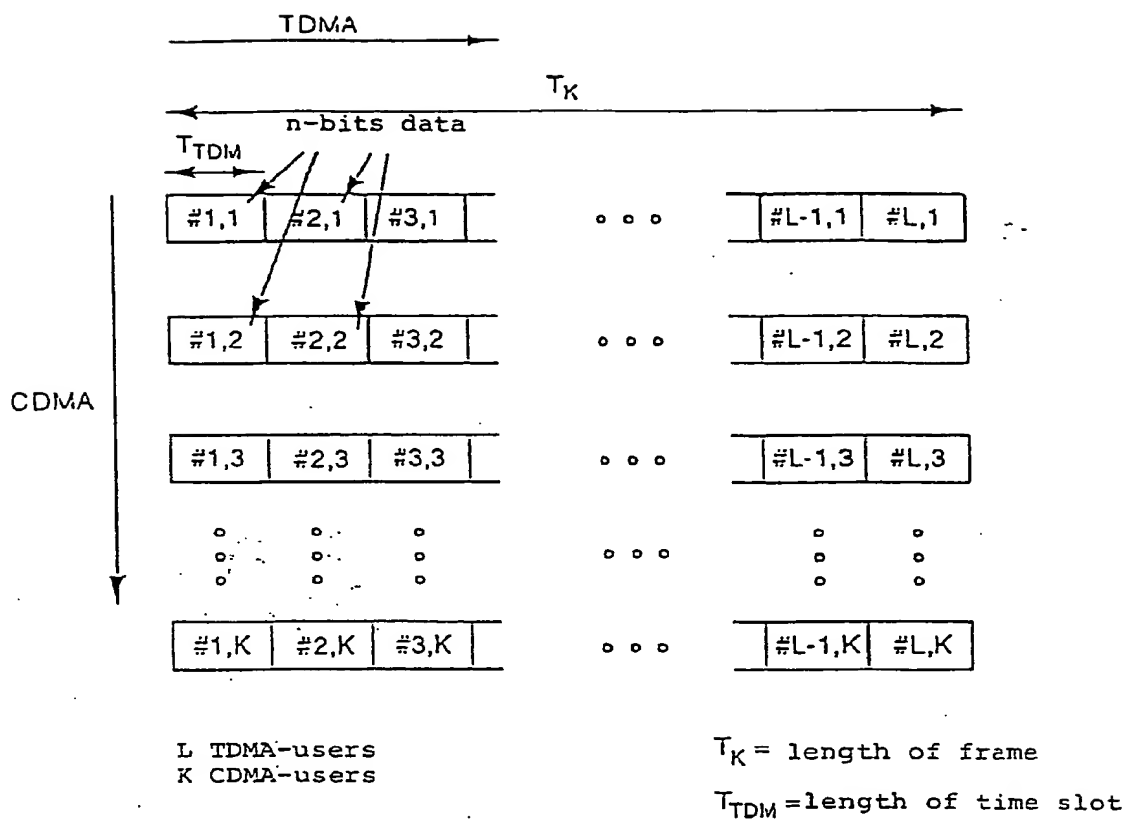 TDMA
T_K
n-bits data
T_TDM
#1,1 #2,1 #3,1 #L-1,1 #L,1
#1,2 #2,2 #3,2 #L-1,2 #L,2
CDMA
#1,3 #2,3 #3,3 #L-1,3 #L,3
#1,K #2,K #3,K #L-1,K #L,K
L TDMA-users
K CDMA-users
T_K = length of frame
T_TDM =length of time slot